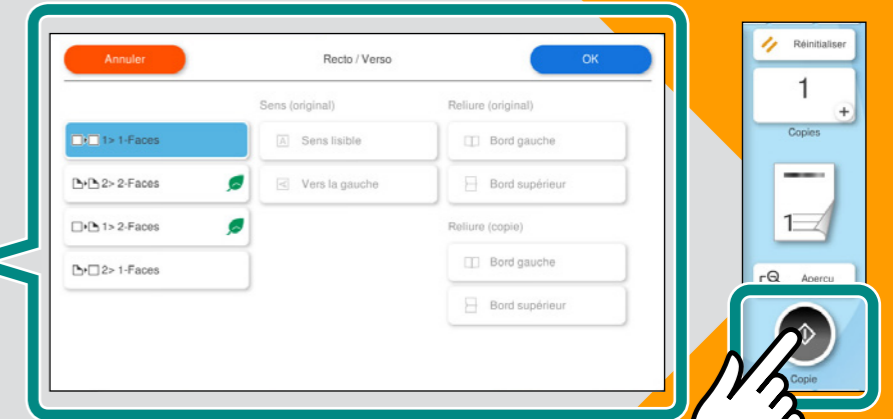 Annuler
Recto / Verso
OK
Sens (original)
Reliure (original)
1> 1-Faces
A
Sens lisible
Bord gauche
2> 2-Faces
Vers la gauche
Bord supérieur
1> 2-Faces
Reliure (copie)
2> 1-Faces
Bord gauche
Bord supérieur
Réinitialiser
1
+
Copies
1
Aperçu
Copie